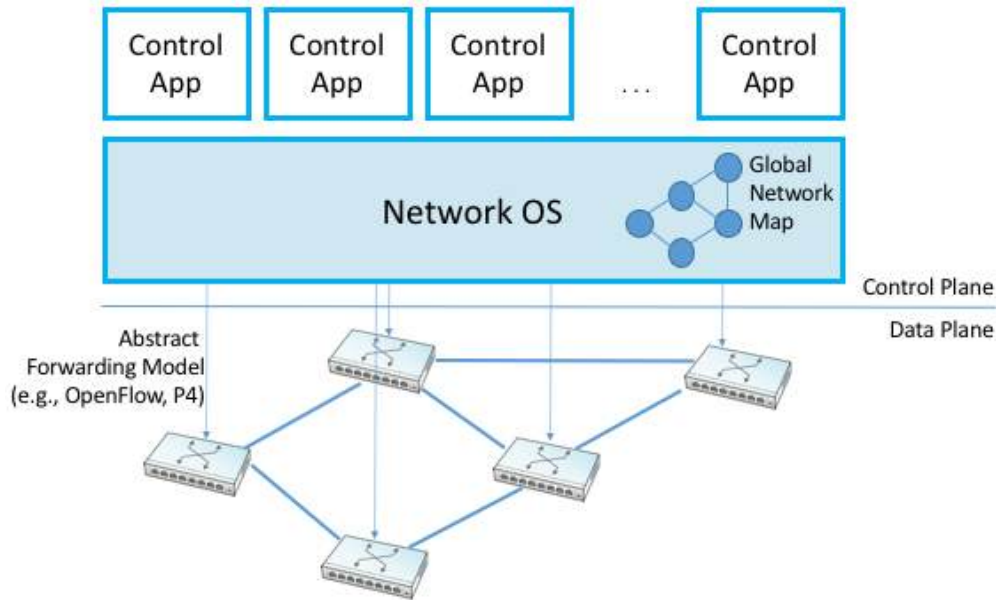 Control
App
Control
App
Control
App
. . .
Control
App
Network OS
Global
Network
Map
Control Plane
Data Plane
Abstract
Forwarding Model
(e.g., OpenFlow, P4)